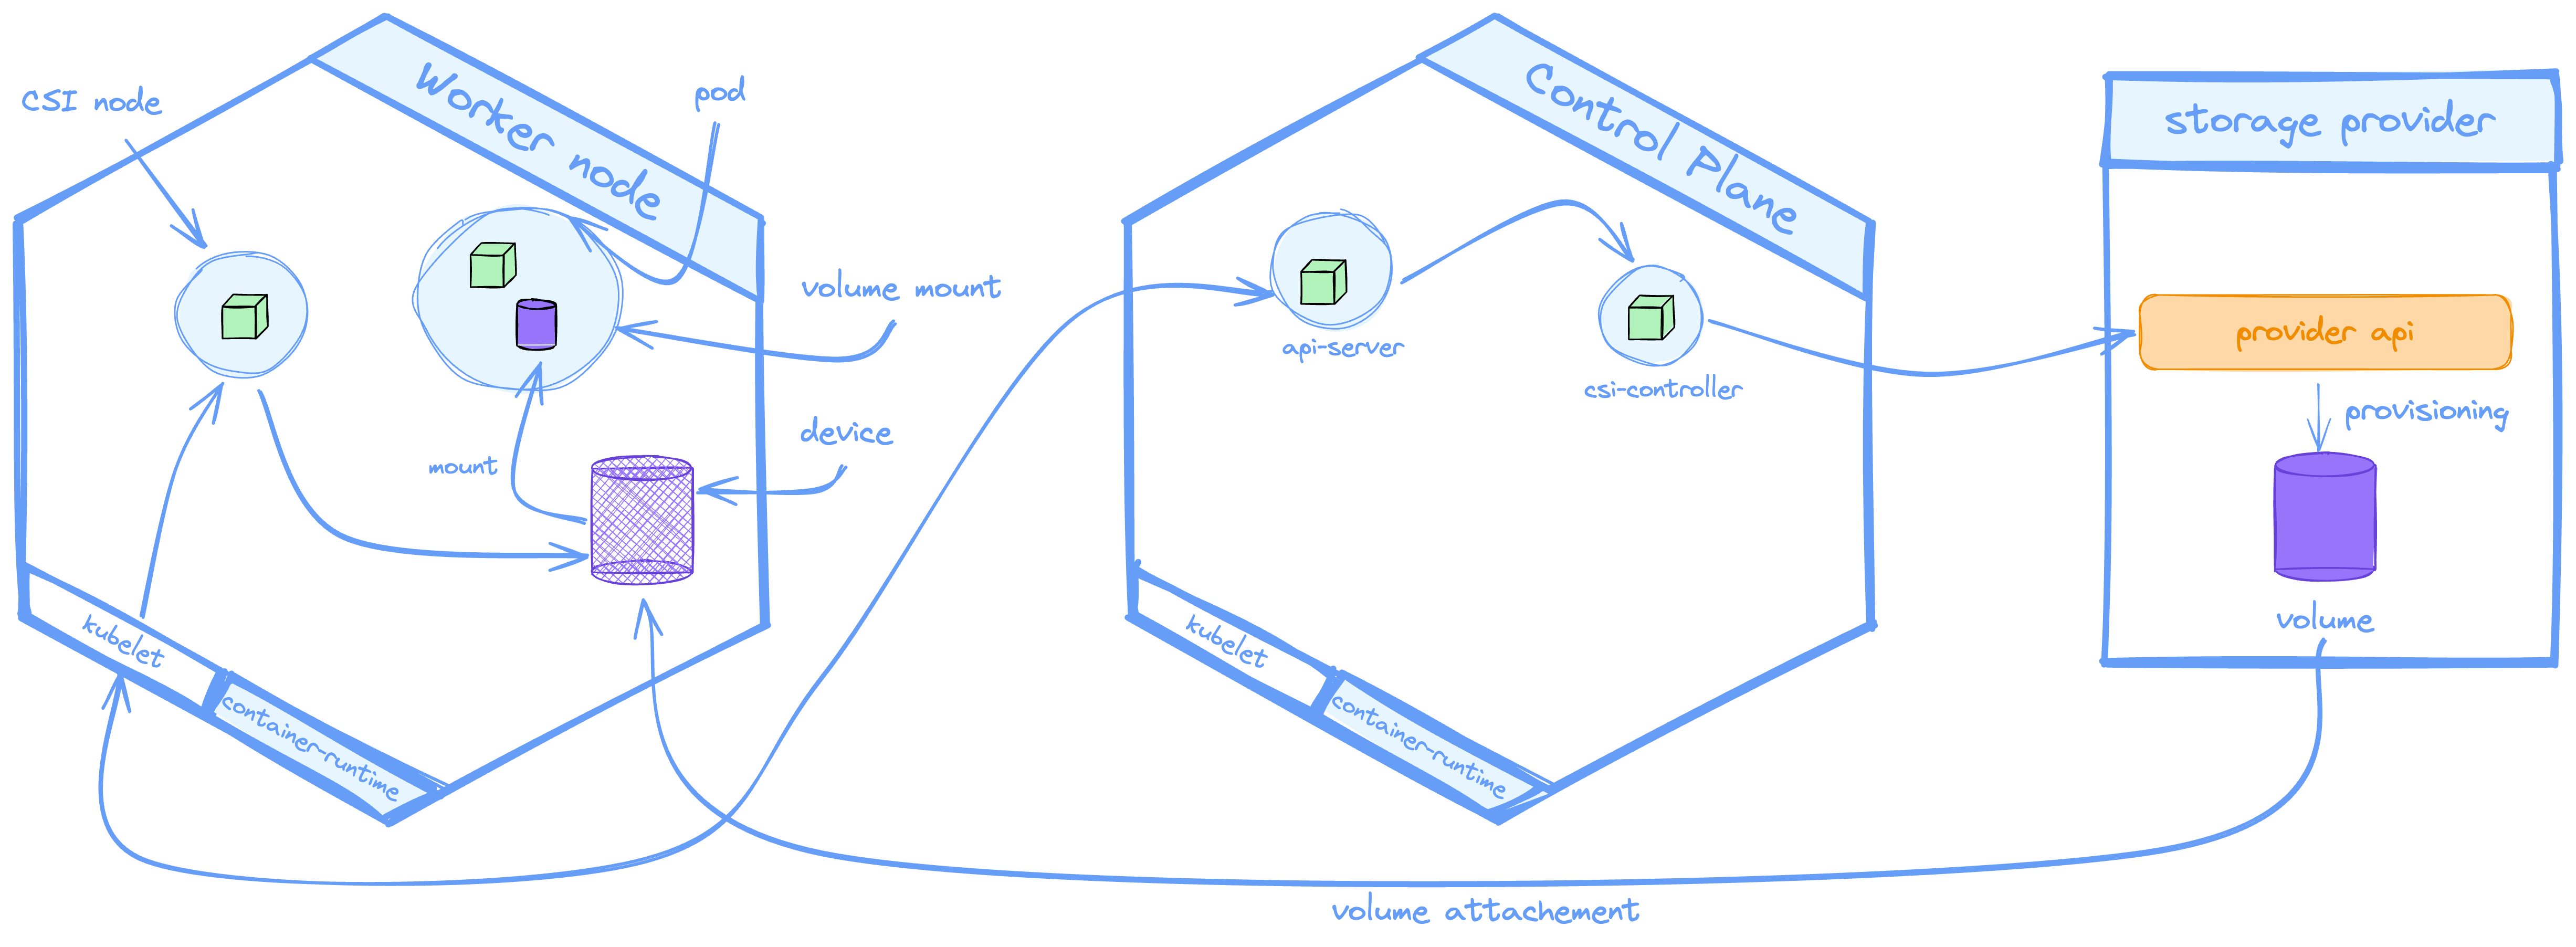 Worker node
CSI node
pod
volume mount
device
mount
kubelet
container-runtime
Control Plane
api-server
csi-controller
kubelet
container-runtime
storage provider
provider api
provisioning
volume
volume attachement